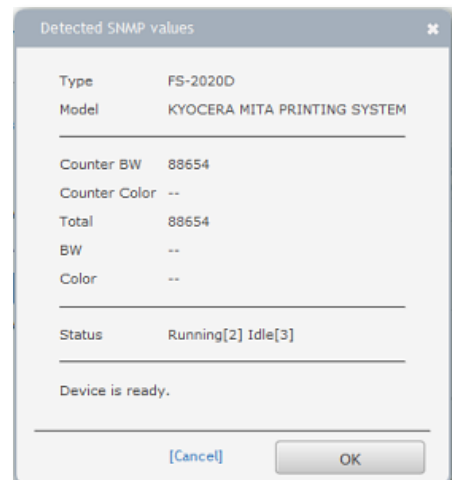 Detected SNMP values
Type FS-2020D
Model KYOCERA MITA PRINTING SYSTEM
Counter BW 88654
Counter Color --
Total 88654
BW --
Color --
Status Running[2] Idle[3]
Device is ready.
[Cancel] OK